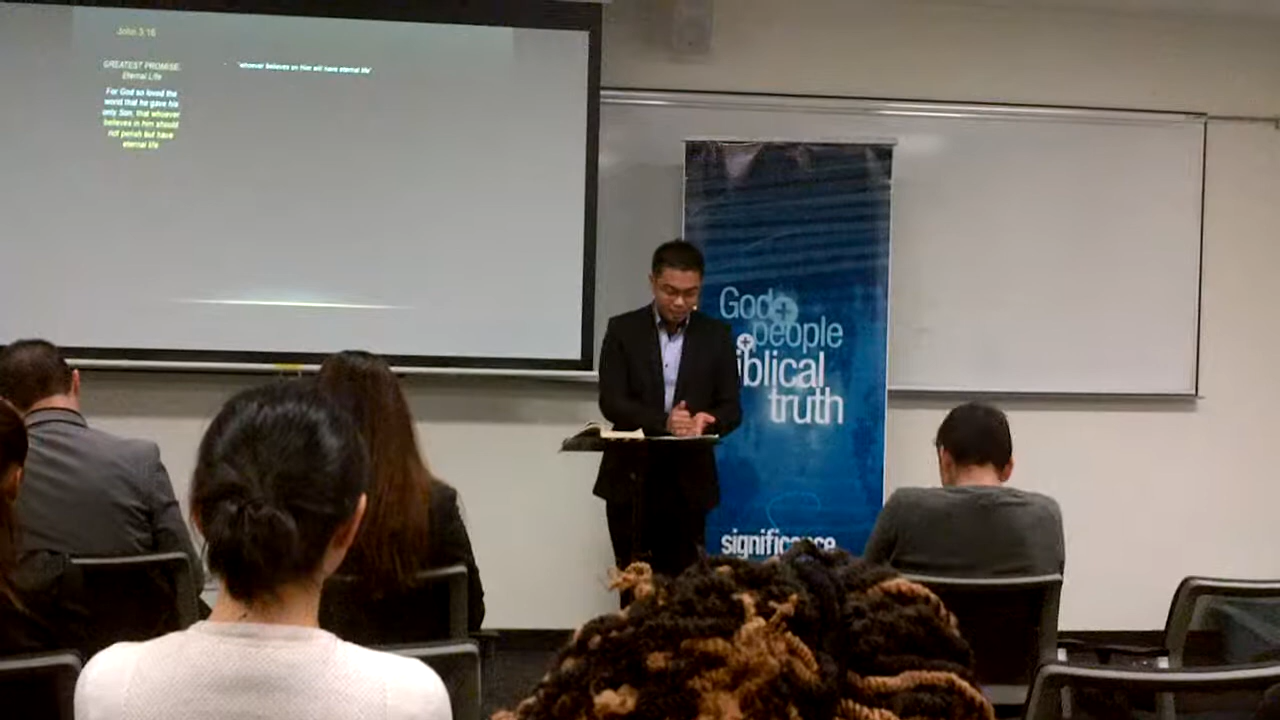 John 3:16
GREATEST PROMISE:
Eternal Life
For God so loved the
world that he gave his
only Son, that whoever
believes in him should
not perish but have
eternal life
"whoever believes on Him will have eternal life"
God+
people
+
iblical
truth
significance